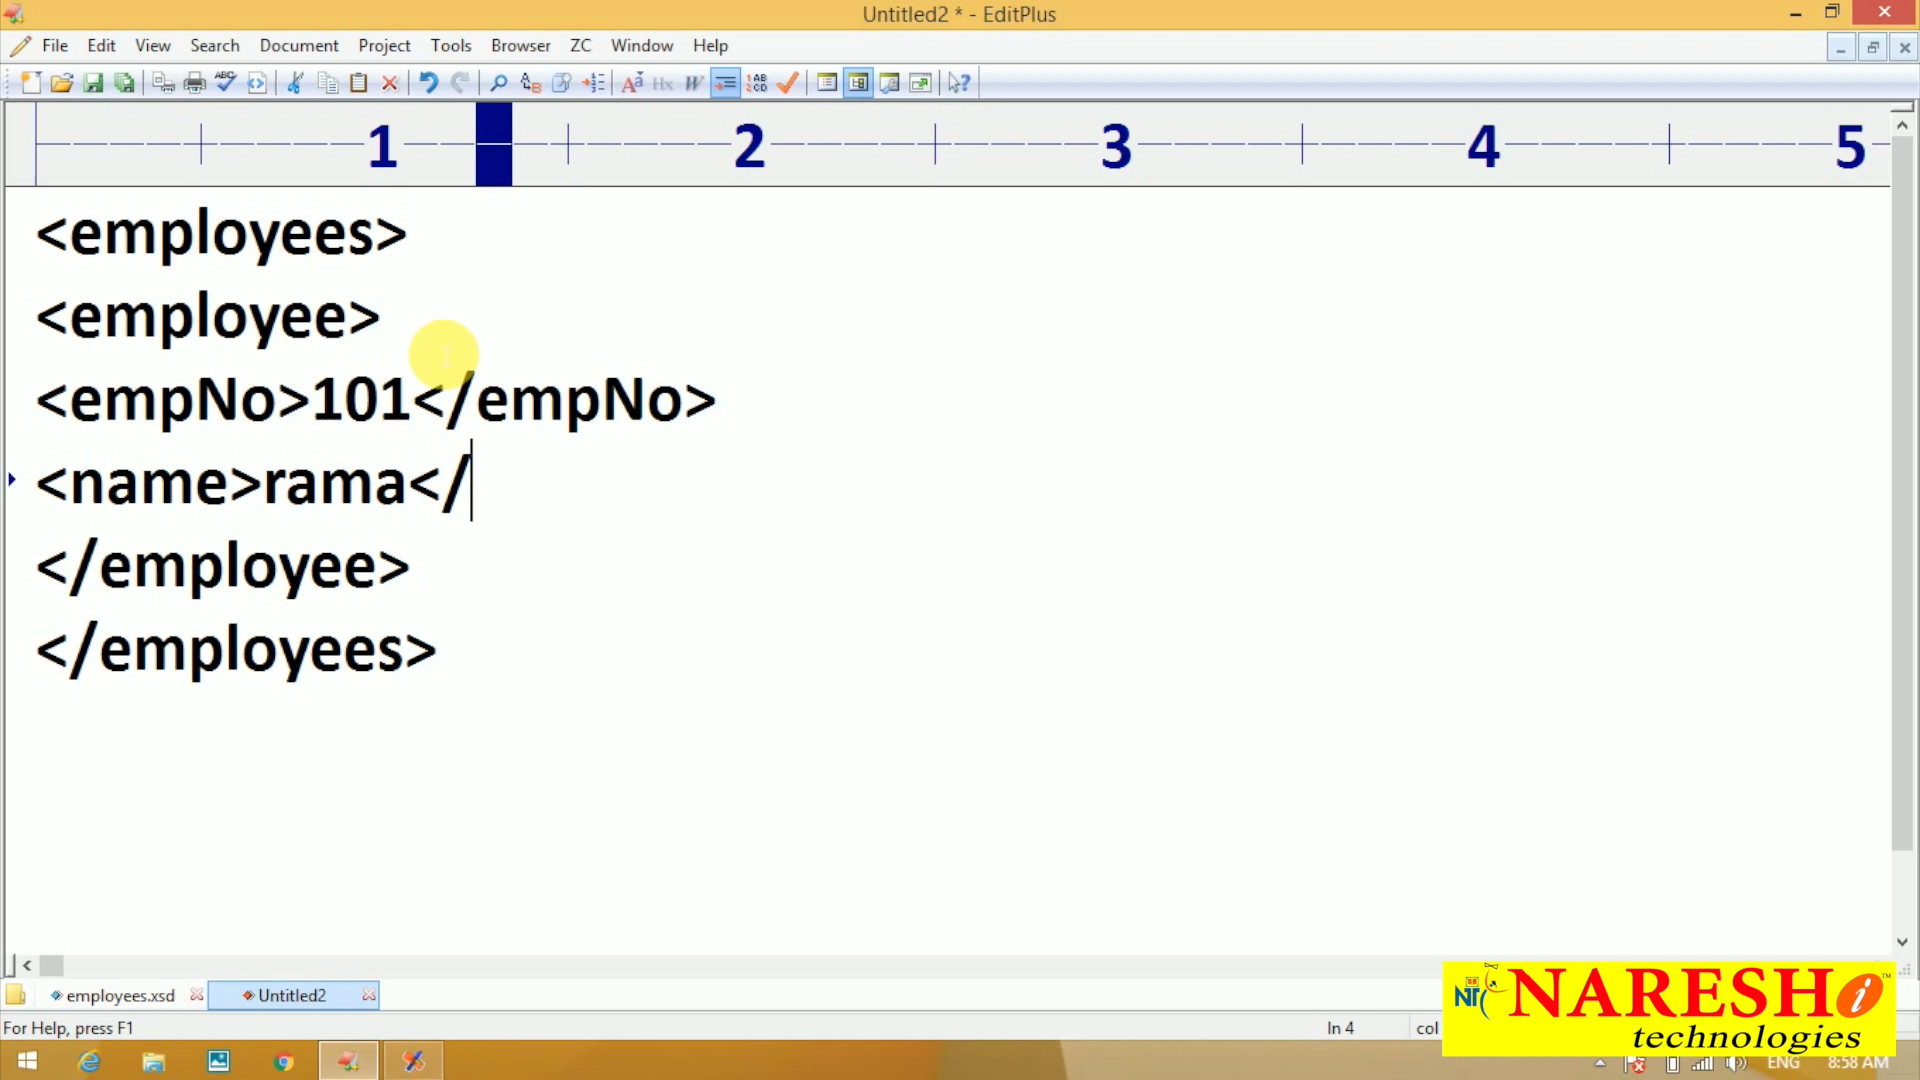 Untitled2 * - EditPlus
File Edit View Search Document Project Tools Browser ZC Window Help
1 2 3 4 5
<employees>
<employee>
<empNo>101</empNo>
<name>rama</
</employee>
</employees>
employees.xsd Untitled2
For Help, press F1 ln 4 col
NARESH i ™
technologies
ENG 8:58 AM